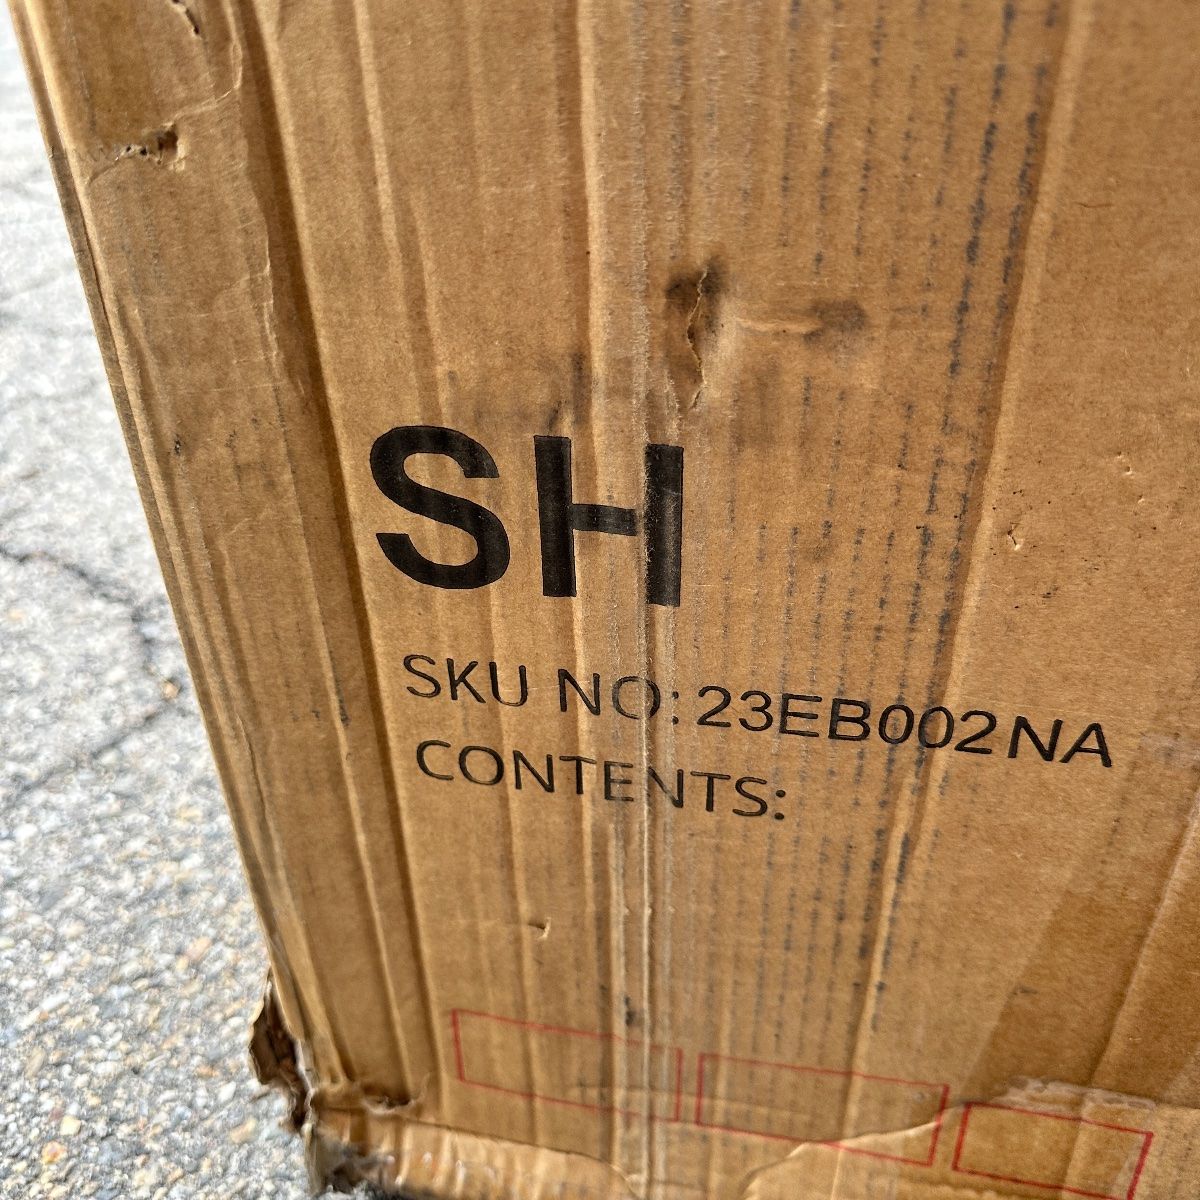 SH
SKU NO: 23EB002NA
CONTENTS: